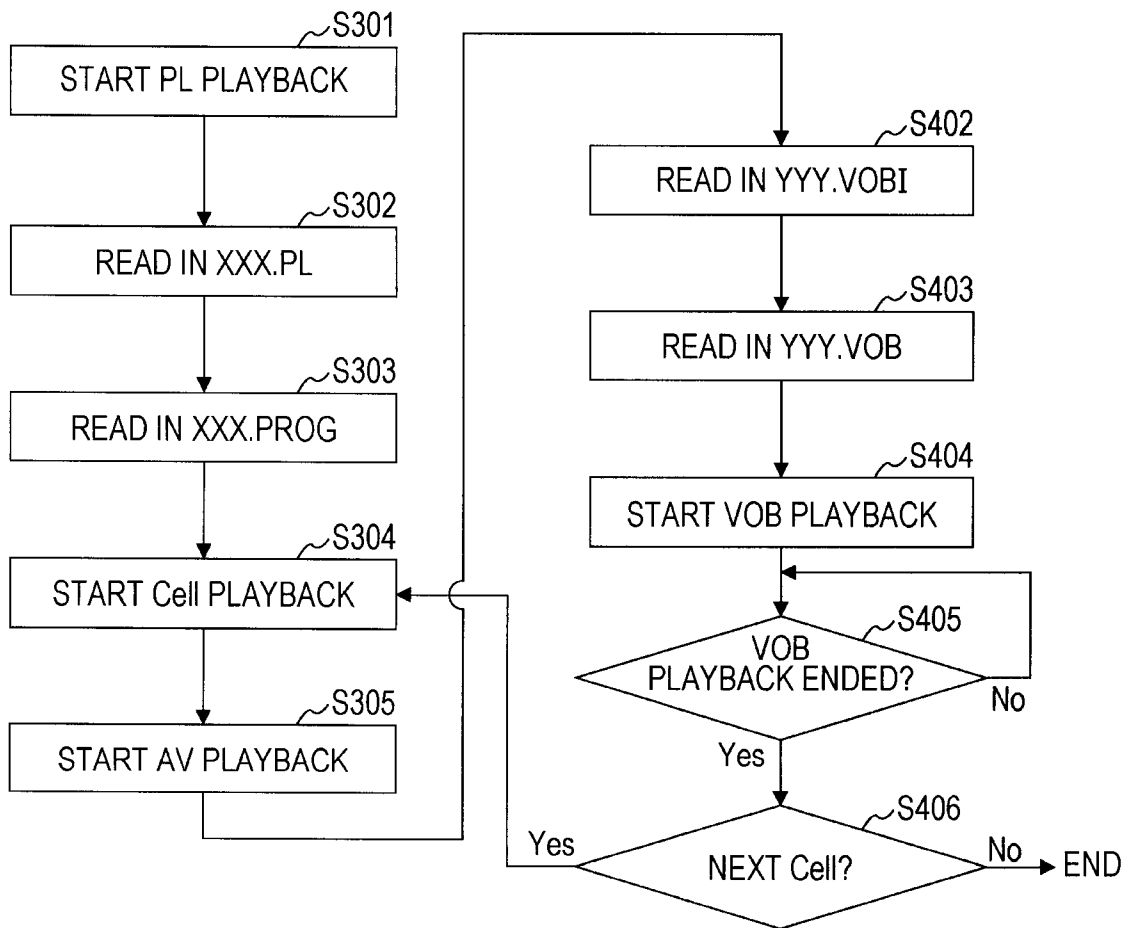 S301
START PL PLAYBACK
S302
READ IN XXX.PL
S303
READ IN XXX.PROG
S304
START Cell PLAYBACK
S305
START AV PLAYBACK
S402
READ IN YYY.VOBI
S403
READ IN YYY.VOB
S404
START VOB PLAYBACK
S405
VOB
PLAYBACK ENDED?
No
Yes
S406
NEXT Cell?
Yes
No
END